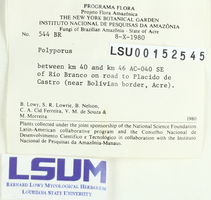 PROGRAMA FLORA
Projeto Flora Amazônica
THE NEW YORK BOTANICAL GARDEN
INSTITUTO NACIONAL DE PESQUISAS DA AMAZÔNIA
Fungi of Brazilian Amazônia - State of Acre
No. 544 BR 8-X-1980
Polyporus
LSU00152545
between km 40 and km 46 AC-040 SE
of Rio Branco on road to Placido de
Castro (near Bolivian border, Acre).
B. Lowy, S. R. Lowrie, B. Nelson,
C. A. Cid Ferreira, V. M. de Souza &
M. Morreira
1980
Plants collected under the joint sponsorship of the National Science Foundation
Latin-American collaborative program and the Conselho Nacional de
Desenvolvimento Científico e Tecnológico in collaboration with the Instituto
Nacional de Pesquisas da Amazônia-Manaus.
LSUM
BERNARD LOWY MYCOLOGICAL HERBARIUM
LOUISIANA STATE UNIVERSITY